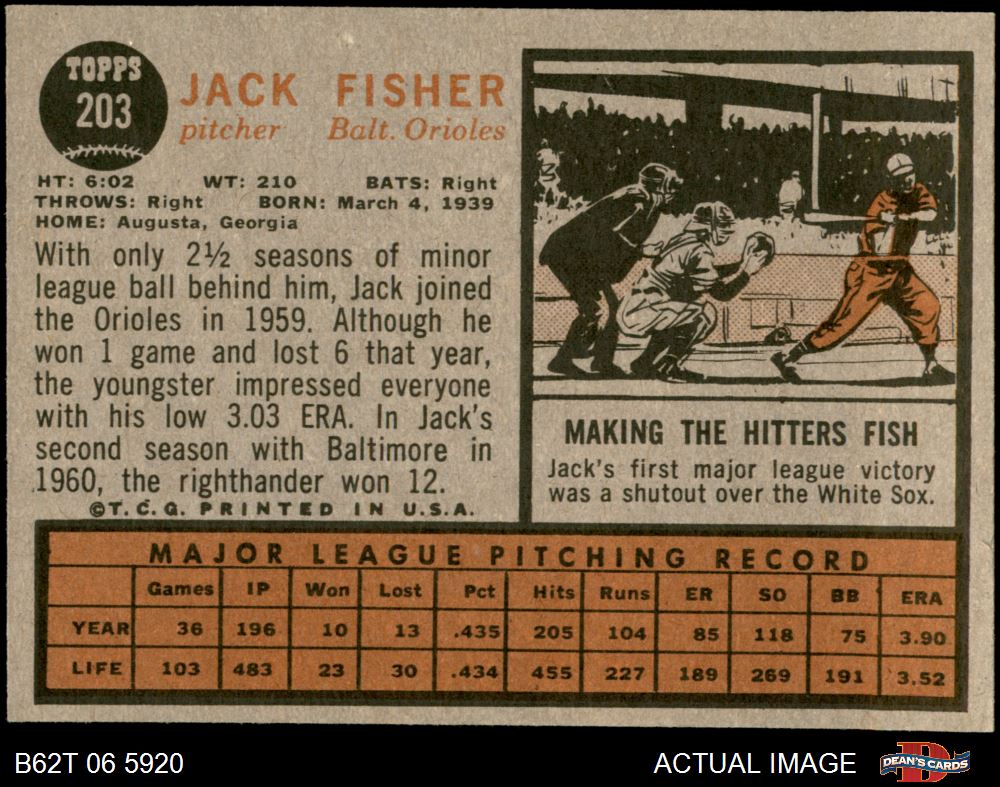 TOPPS
203
JACK FISHER
pitcher Balt. Orioles
HT: 6:02 WT: 210 BATS: Right
THROWS: Right BORN: March 4, 1939
HOME: Augusta, Georgia
With only 2½ seasons of minor
league ball behind him, Jack joined
the Orioles in 1959. Although he
won 1 game and lost 6 that year,
the youngster impressed everyone
with his low 3.03 ERA. In Jack's
second season with Baltimore in
1960, the righthander won 12.
©T.C.G. PRINTED IN U.S.A.
MAKING THE HITTERS FISH
Jack's first major league victory
was a shutout over the White Sox.
MAJOR LEAGUE PITCHING RECORD
Games IP Won Lost Pct Hits Runs ER SO BB ERA
YEAR 36 196 10 13 .435 205 104 85 118 75 3.90
LIFE 103 483 23 30 .434 455 227 189 269 191 3.52
B62T 06 5920 ACTUAL IMAGE DEAN'S CARDS